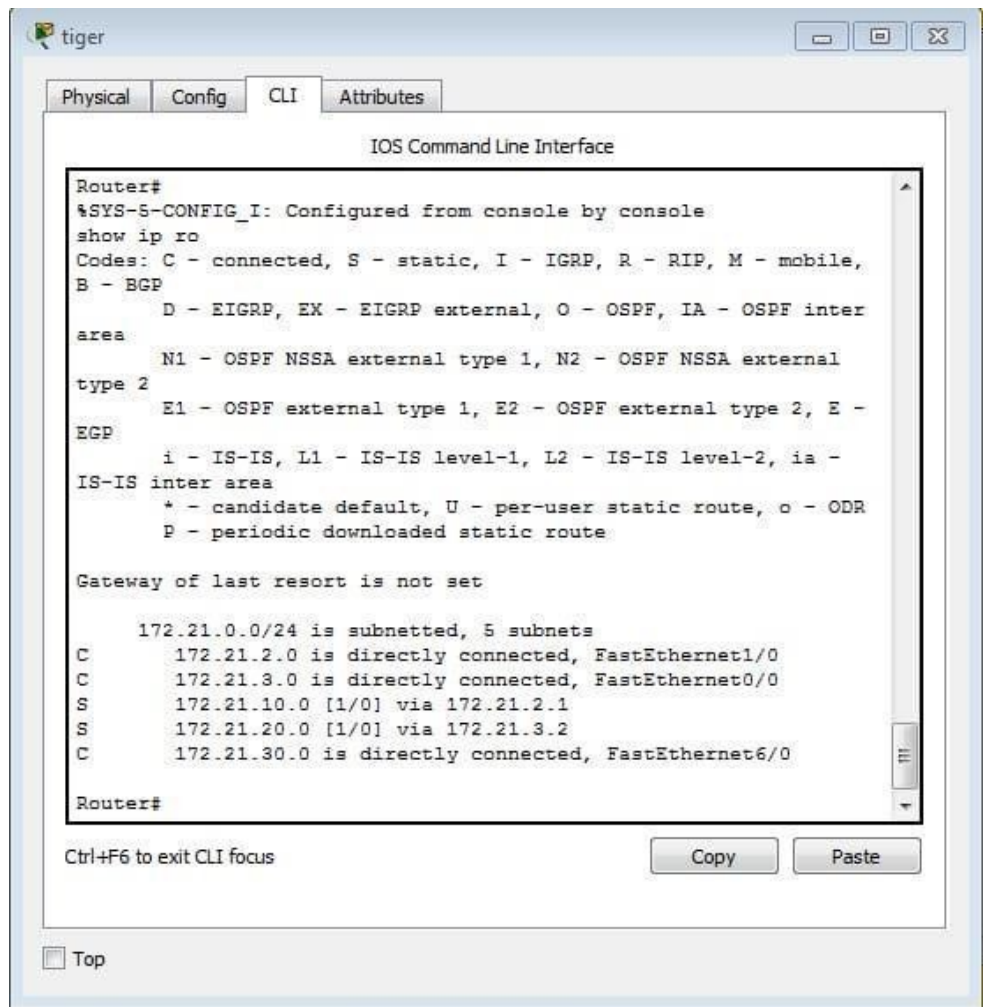 tiger
Physical Config CLI Attributes
IOS Command Line Interface
Router#
%SYS-5-CONFIG_I: Configured from console by console
show ip ro
Codes: C - connected, S - static, I - IGRP, R - RIP, M - mobile,
B - BGP
D - EIGRP, EX - EIGRP external, O - OSPF, IA - OSPF inter
area
N1 - OSPF NSSA external type 1, N2 - OSPF NSSA external
type 2
E1 - OSPF external type 1, E2 - OSPF external type 2, E -
EGP
i - IS-IS, L1 - IS-IS level-1, L2 - IS-IS level-2, ia -
IS-IS inter area
* - candidate default, U - per-user static route, o - ODR
P - periodic downloaded static route
Gateway of last resort is not set
172.21.0.0/24 is subnetted, 5 subnets
C 172.21.2.0 is directly connected, FastEthernet1/0
C 172.21.3.0 is directly connected, FastEthernet0/0
S 172.21.10.0 [1/0] via 172.21.2.1
S 172.21.20.0 [1/0] via 172.21.3.2
C 172.21.30.0 is directly connected, FastEthernet6/0
Router#
Ctrl+F6 to exit CLI focus
Copy Paste
Top